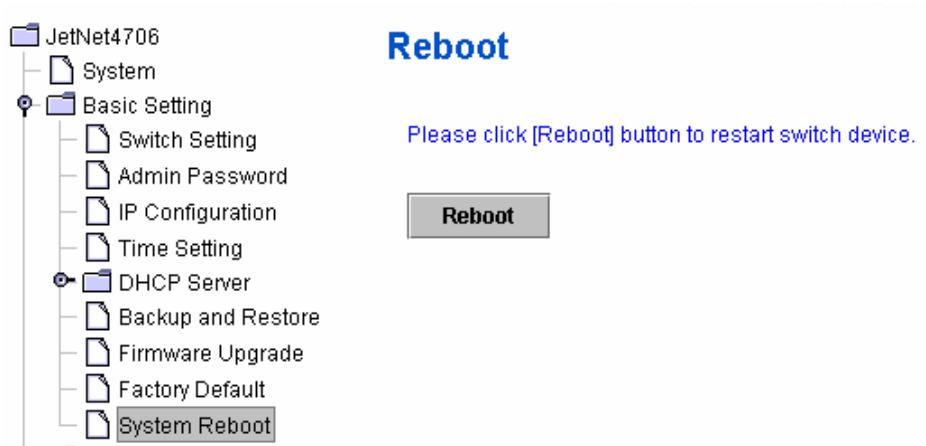 JetNet4706
System
Basic Setting
Switch Setting
Admin Password
IP Configuration
Time Setting
DHCP Server
Backup and Restore
Firmware Upgrade
Factory Default
System Reboot
Reboot
Please click [Reboot] button to restart switch device.
Reboot